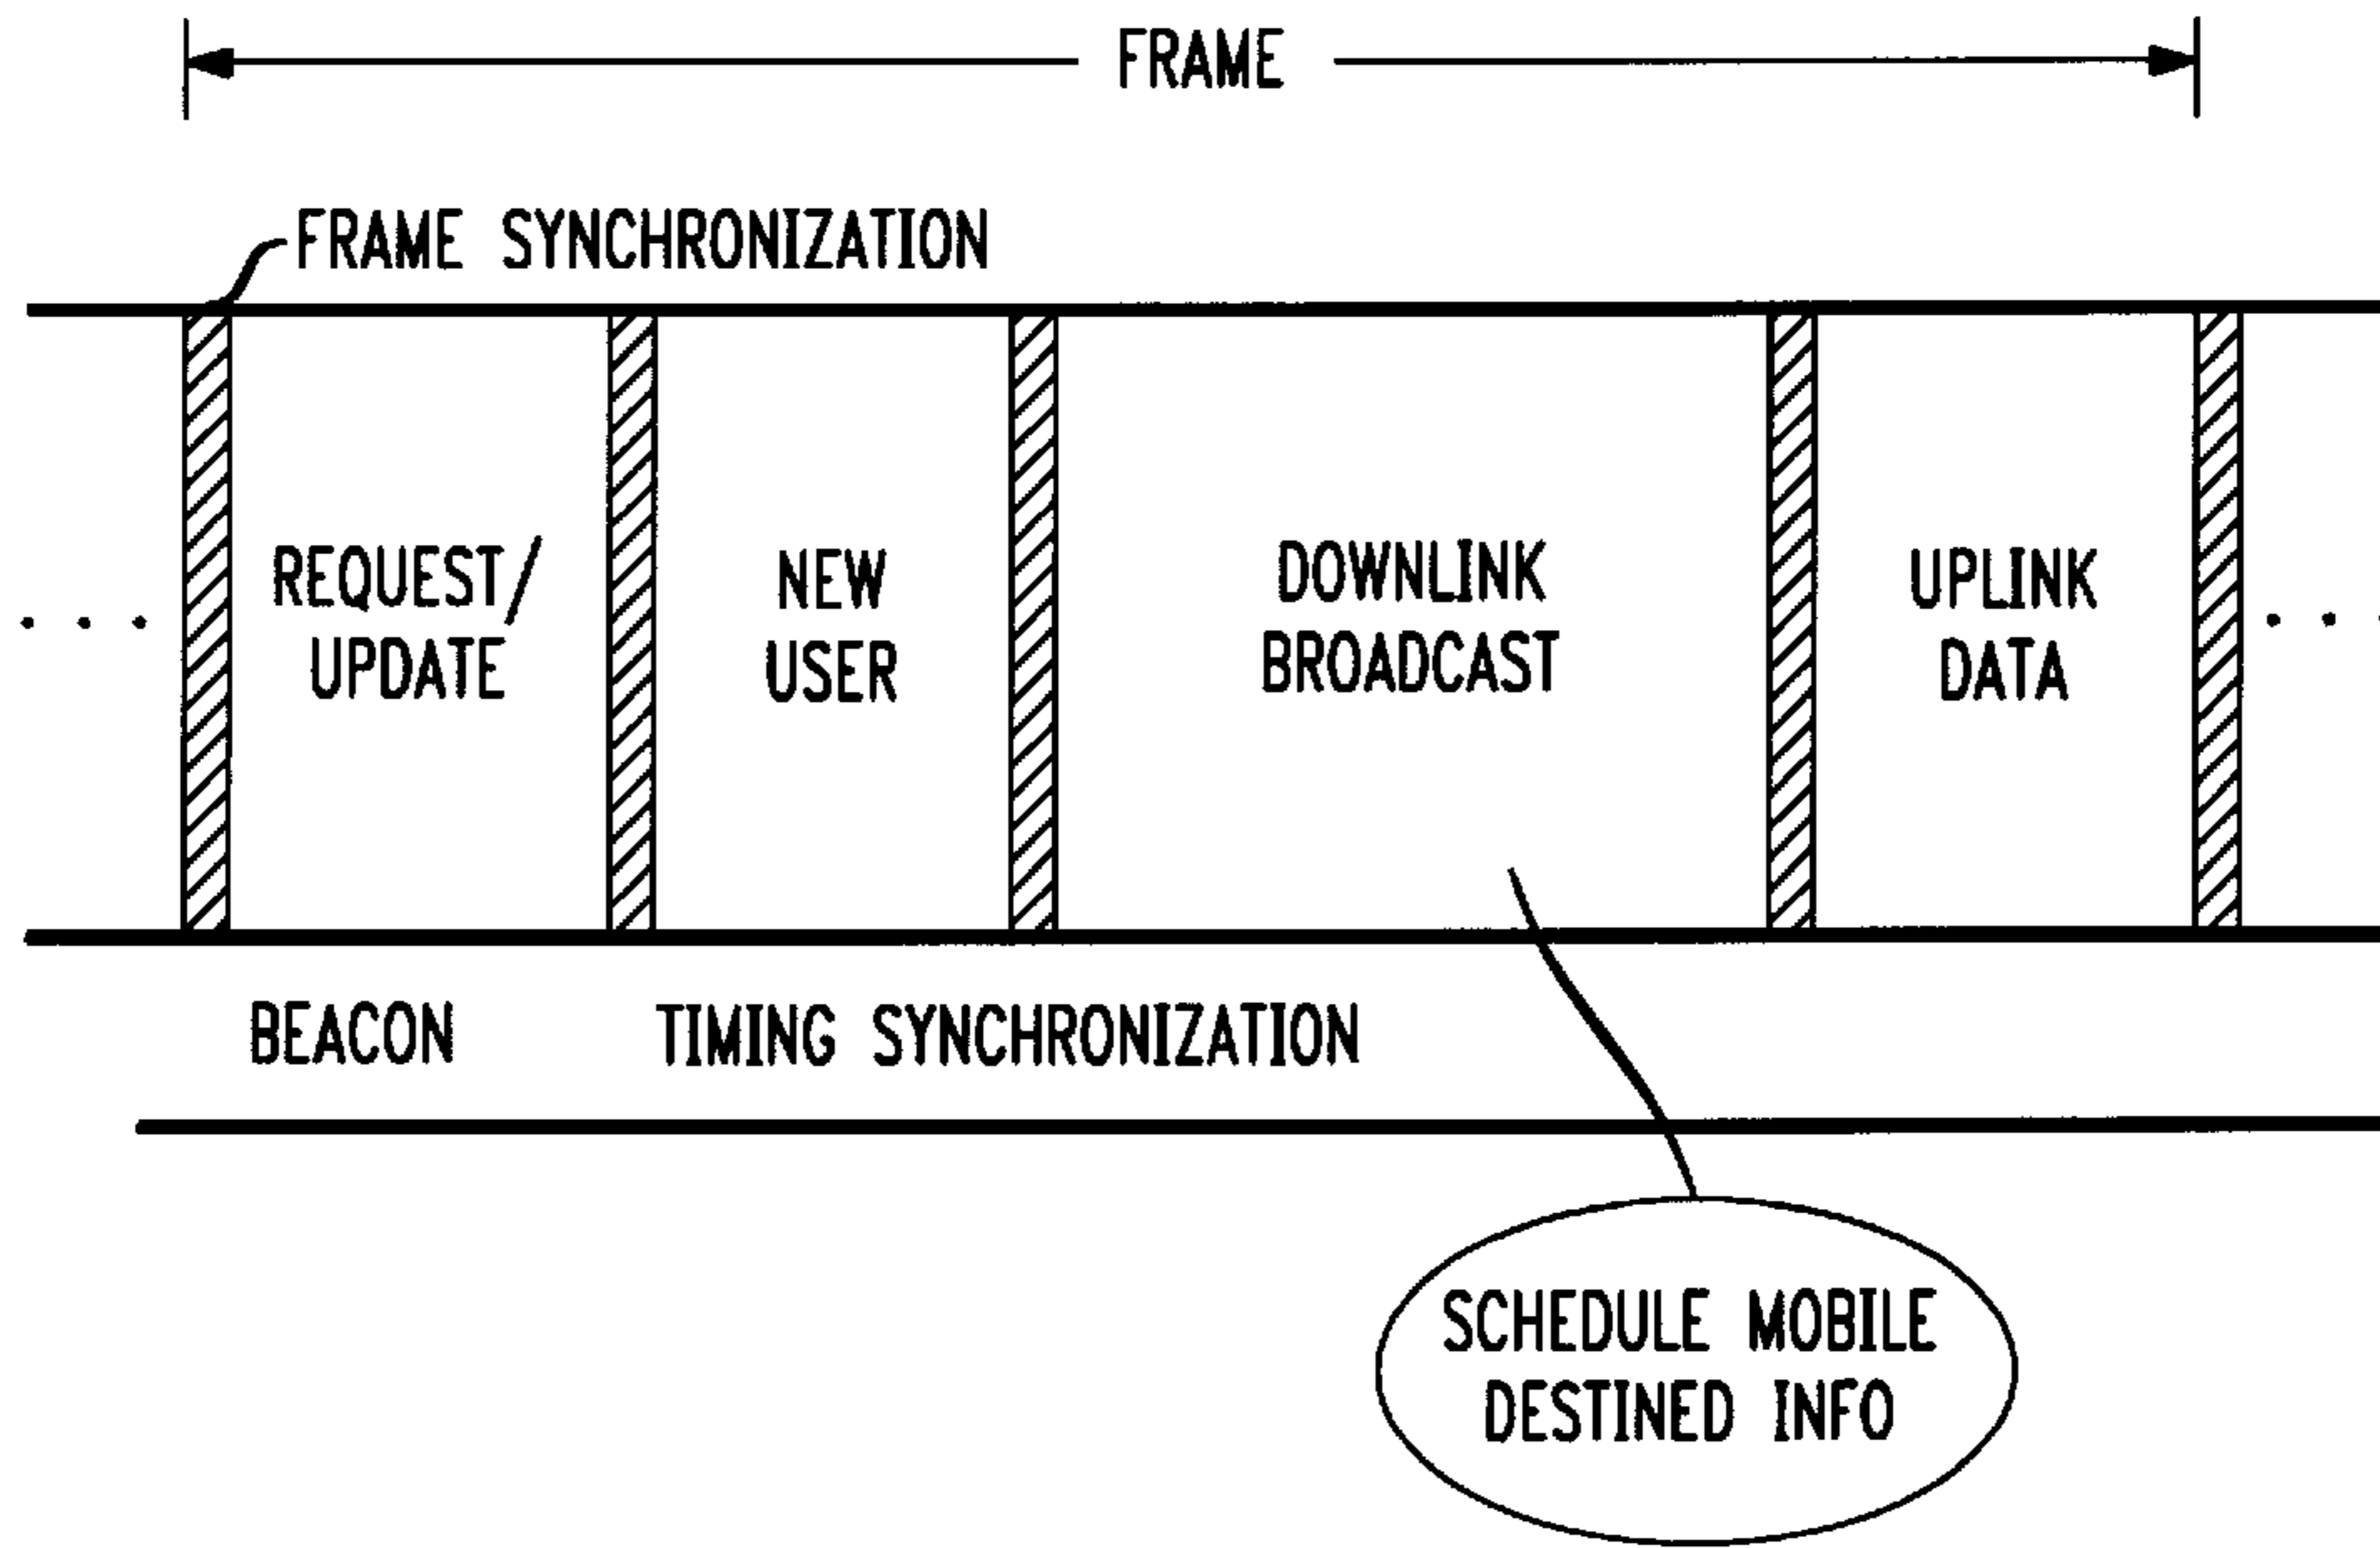 FRAME
FRAME SYNCHRONIZATION
REQUEST/
UPDATE
NEW
USER
DOWNLINK
BROADCAST
UPLINK
DATA
BEACON
TIMING SYNCHRONIZATION
SCHEDULE MOBILE
DESTINED INFO